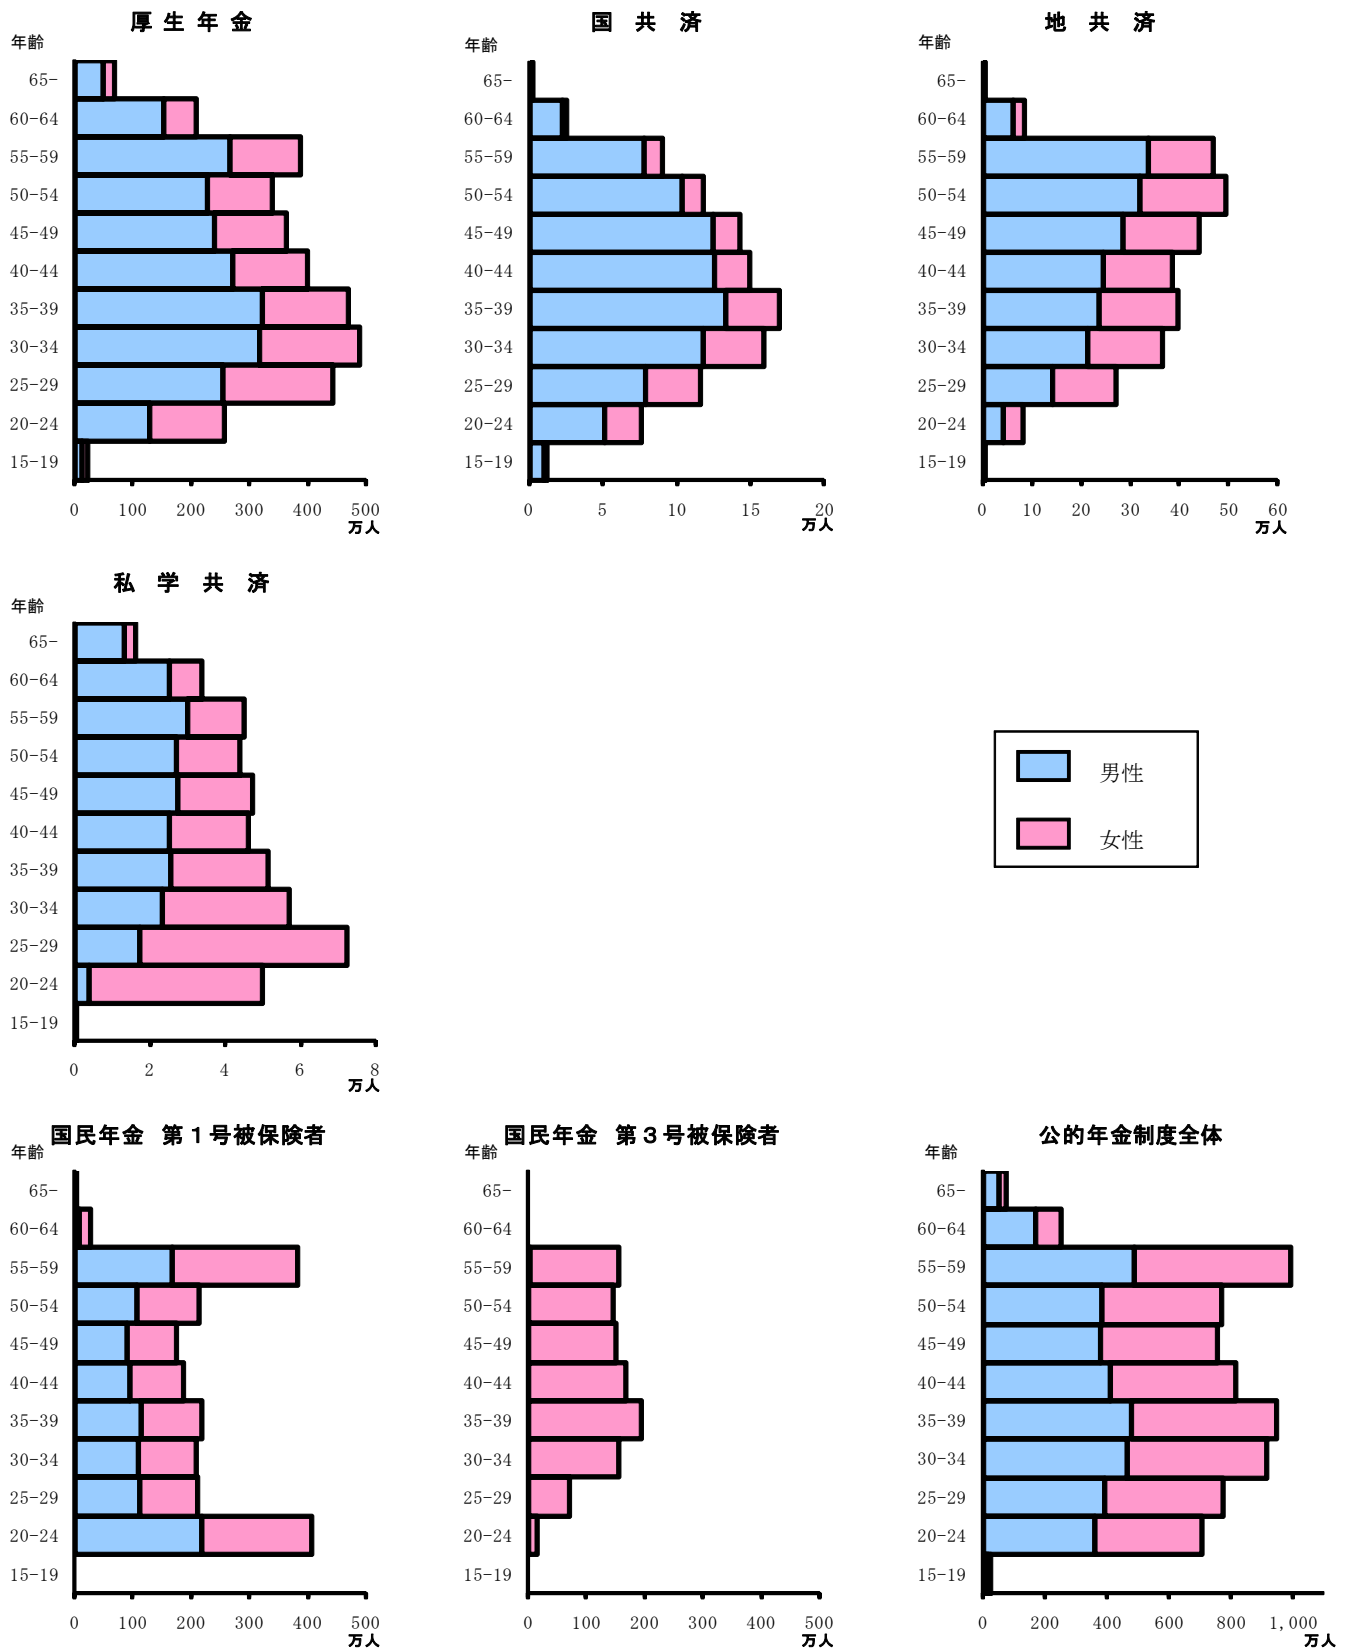 厚 生 年 金
年齢
65-
60-64
55-59
50-54
45-49
40-44
35-39
30-34
25-29
20-24
15-19
0 100 200 300 400 500
万人
国 共 済
年齢
65-
60-64
55-59
50-54
45-49
40-44
35-39
30-34
25-29
20-24
15-19
0 5 10 15 20
万人
地 共 済
年齢
65-
60-64
55-59
50-54
45-49
40-44
35-39
30-34
25-29
20-24
15-19
0 10 20 30 40 50 60
万人
私 学 共 済
年齢
65-
60-64
55-59
50-54
45-49
40-44
35-39
30-34
25-29
20-24
15-19
0 2 4 6 8
万人
男性
女性
国民年金 第1号被保険者
年齢
65-
60-64
55-59
50-54
45-49
40-44
35-39
30-34
25-29
20-24
15-19
0 100 200 300 400 500
万人
国民年金 第3号被保険者
年齢
65-
60-64
55-59
50-54
45-49
40-44
35-39
30-34
25-29
20-24
15-19
0 100 200 300 400 500
万人
公的年金制度全体
年齢
65-
60-64
55-59
50-54
45-49
40-44
35-39
30-34
25-29
20-24
15-19
0 200 400 600 800 1,000
万人